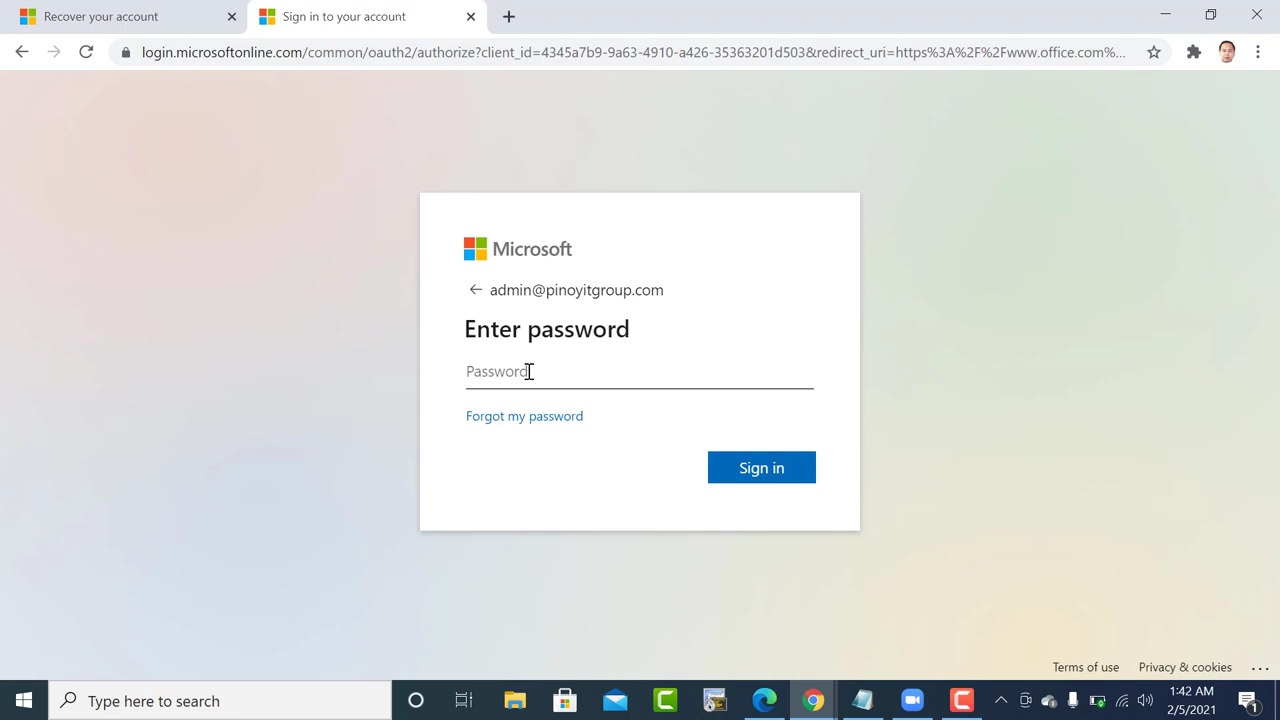 Recover your account
Sign in to your account
login.microsoftonline.com/common/oauth2/authorize?client_id=4345a7b9-9a63-4910-a426-35363201d503&redirect_uri=https%3A%2F%2Fwww.office.com%...
Microsoft
admin@pinoyitgroup.com
Enter password
Password
Forgot my password
Sign in
Terms of use Privacy & cookies ...
Type here to search
1:42 AM
2/5/2021
1